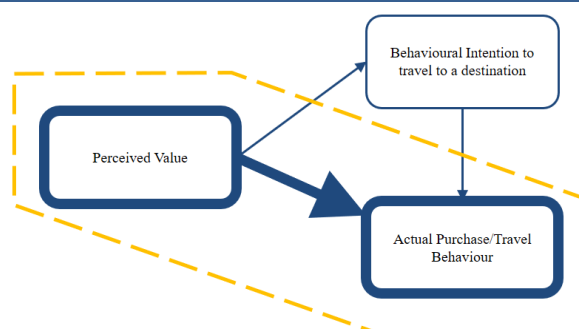 Behavioural Intention to
travel to a destination
Perceived Value
Actual Purchase/Travel
Behaviour